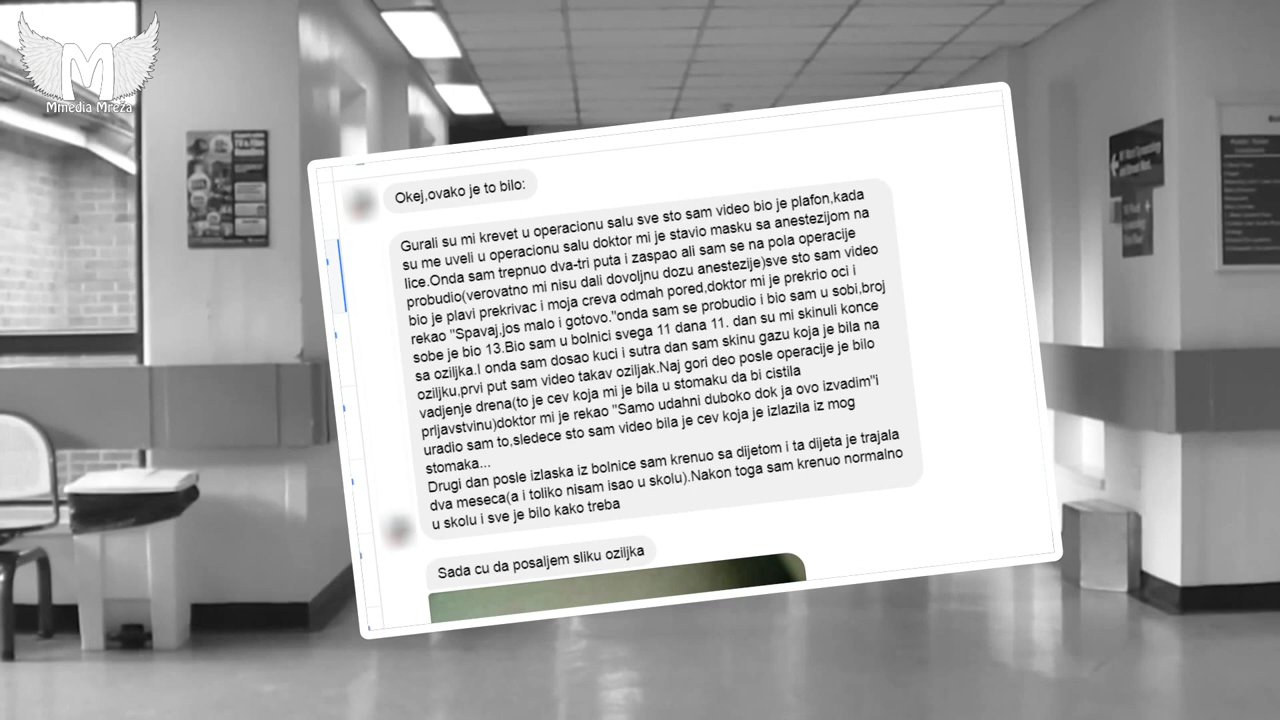 M
Mmedia Mreza
Okej,ovako je to bilo:
Gurali su mi krevet u operacionu salu sve sto sam video bio je plafon,kada
su me uveli u operacionu salu doktor mi je stavio masku sa anestezijom na
lice.Onda sam trepnuo dva-tri puta i zaspao ali sam se na pola operacije
probudio(verovatno mi nisu dali dovoljnu dozu anestezije)sve sto sam video
bio je plavi prekrivac i moja creva odmah pored,doktor mi je prekrio oci i
rekao "Spavaj,jos malo i gotovo."onda sam se probudio i bio sam u sobi,broj
sobe je bio 13.Bio sam u bolnici svega 11 dana 11. dan su mi skinuli konce
sa oziljka.I onda sam dosao kuci i sutra dan sam skinu gazu koja je bila na
oziljku,prvi put sam video takav oziljak.Naj gori deo posle operacije je bilo
vadjenje drena(to je cev koja mi je bila u stomaku da bi cistila
prljavstvinu)doktor mi je rekao "Samo udahni duboko dok ja ovo izvadim"i
uradio sam to,sledece sto sam video bila je cev koja je izlazila iz mog
stomaka...
Drugi dan posle izlaska iz bolnice sam krenuo sa dijetom i ta dijeta je trajala
dva meseca(a i toliko nisam isao u skolu).Nakon toga sam krenuo normalno
u skolu i sve je bilo kako treba
Sada cu da posaljem sliku oziljka